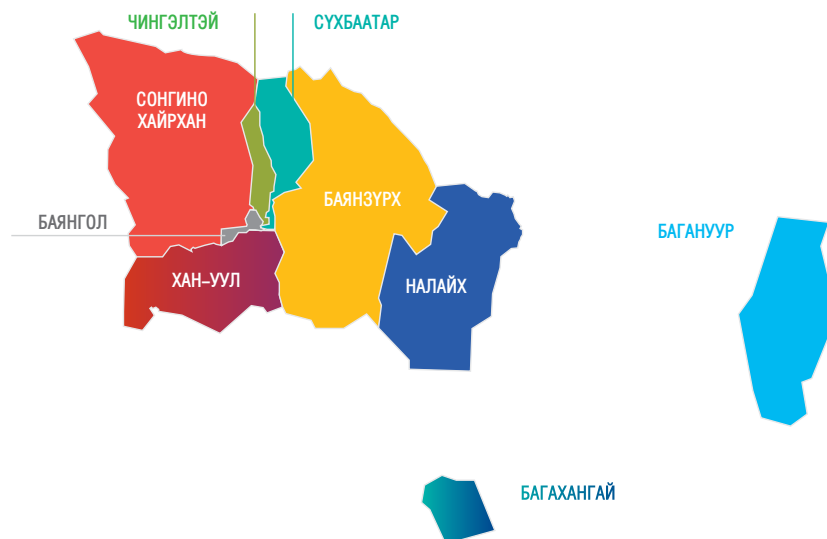 ЧИНГЭЛТЭЙ
СҮХБААТАР
СОНГИНО
ХАЙРХАН
БАЯНЗҮРХ
БАЯНГОЛ
БАГАНУУР
ХАН–УУЛ
НАЛАЙХ
БАГАХАНГАЙ